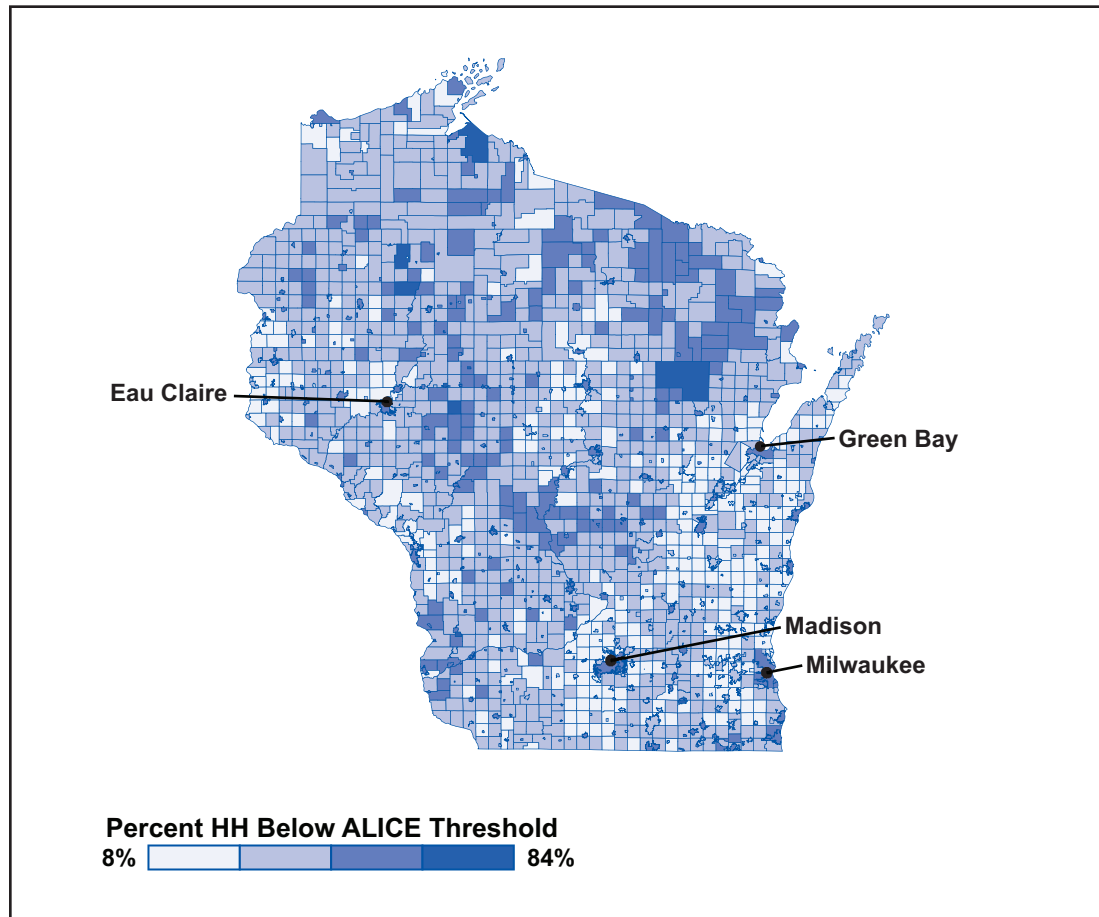 Eau Claire
Green Bay
Madison
Milwaukee
Percent HH Below ALICE Threshold
8% 84%